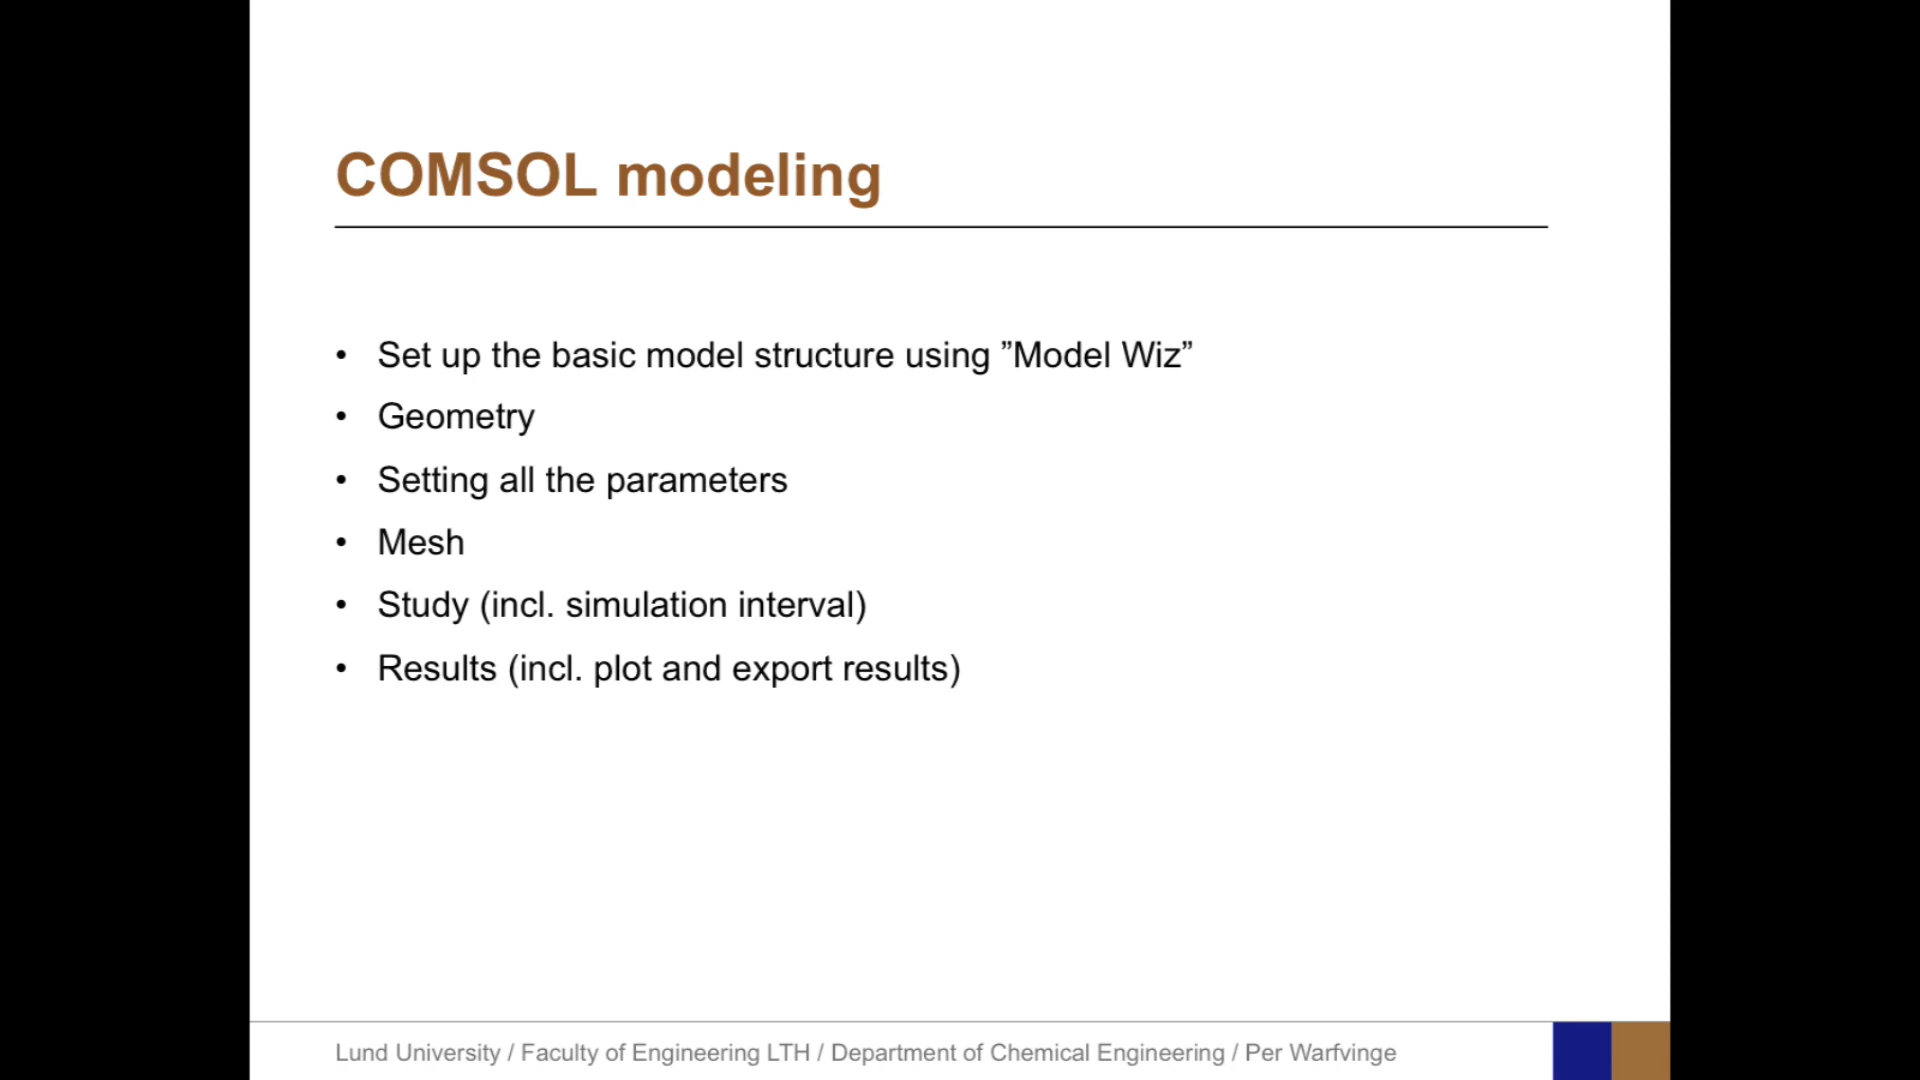 COMSOL modeling
• Set up the basic model structure using ”Model Wiz”
• Geometry
• Setting all the parameters
• Mesh
• Study (incl. simulation interval)
• Results (incl. plot and export results)
Lund University / Faculty of Engineering LTH / Department of Chemical Engineering / Per Warfvinge